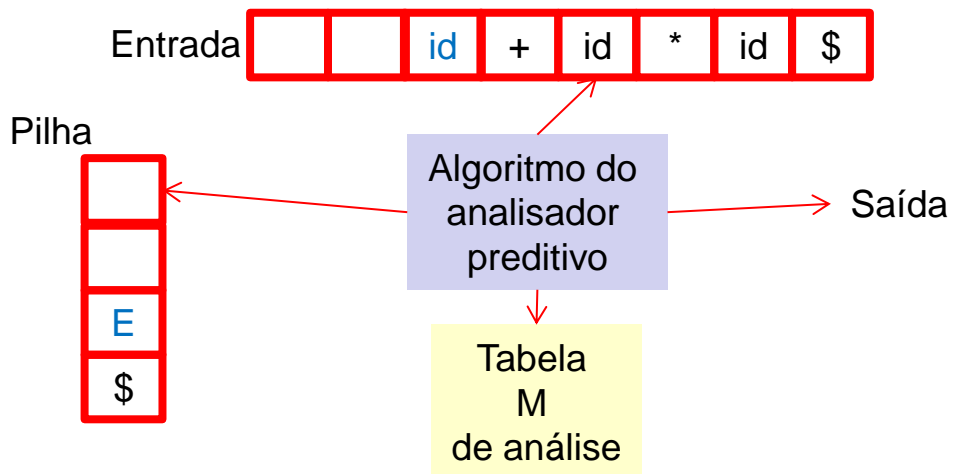 Entrada id + id * id $
Pilha
Algoritmo do
analisador
preditivo
Saída
E
$
Tabela
M
de análise